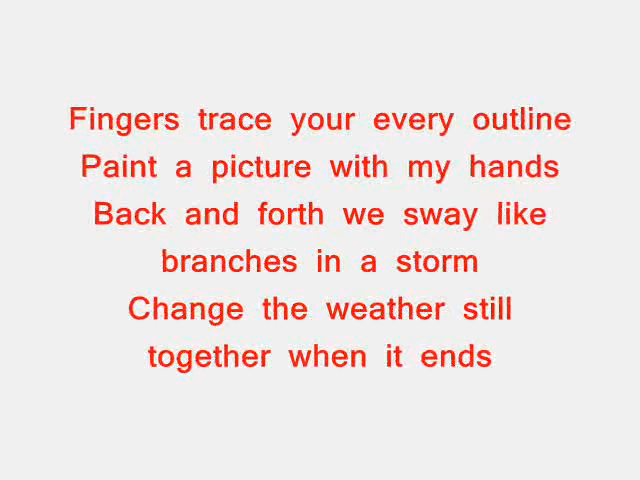 Fingers trace your every outline
Paint a picture with my hands
Back and forth we sway like
branches in a storm
Change the weather still
together when it ends